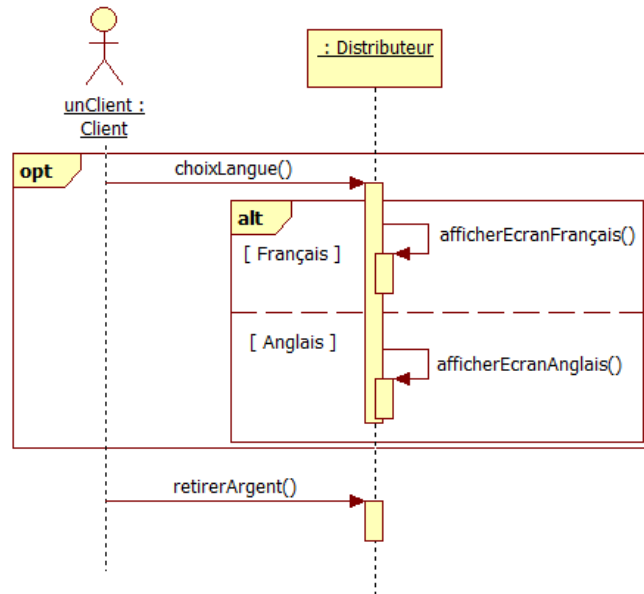 : Distributeur
unClient :
Client
opt
choixLangue()
alt
afficherEcranFrançais()
[ Français ]
[ Anglais ]
afficherEcranAnglais()
retirerArgent()